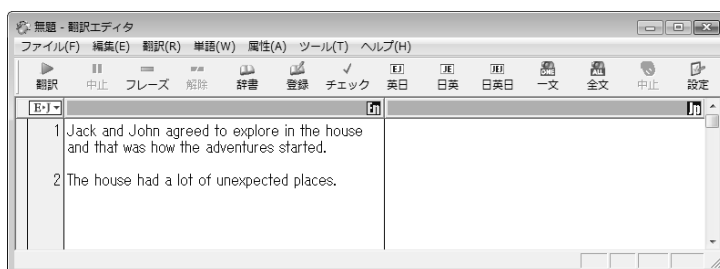 無題 - 翻訳エディタ
ファイル(F) 編集(E) 翻訳(R) 単語(W) 属性(A) ツール(T) ヘルプ(H)
翻訳 中止 フレーズ 解除 辞書 登録 チェック 英日 日英 日英日 一文 全文 中止 設定
E▸J
1 Jack and John agreed to explore in the house
and that was how the adventures started.
2 The house had a lot of unexpected places.